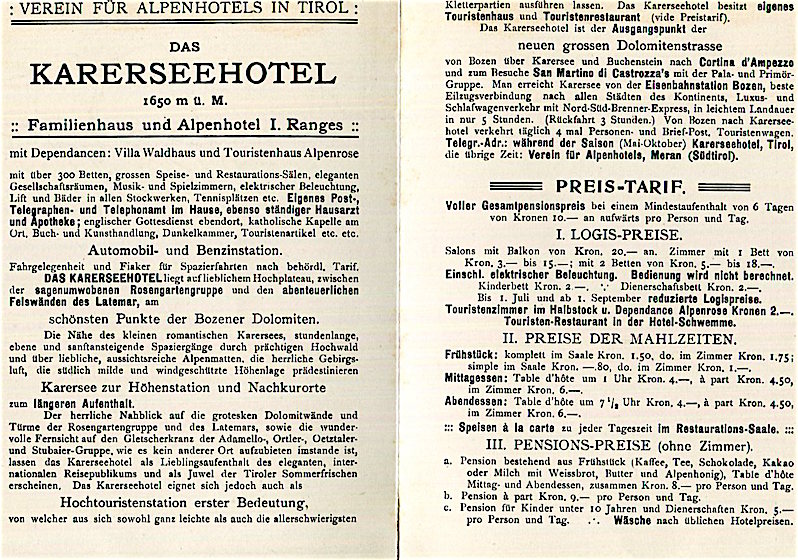 : VEREIN FÜR ALPENHOTELS IN TIROL :
DAS
KARERSEEHOTEL
1650 m ü. M.
:: Familienhaus und Alpenhotel I. Ranges ::
mit Dependancen: Villa Waldhaus und Touristenhaus Alpenrose
mit über 300 Betten, grossen Speise- und Restaurations-Sälen, eleganten
Gesellschaftsräumen, Musik- und Spielzimmern, elektrischer Beleuchtung,
Lift und Bäder in allen Stockwerken, Tennisplätzen etc. Eigenes Post-,
Telegraphen- und Telephonamt im Hause, ebenso ständiger Hausarzt
und Apotheke; englischer Gottesdienst ebendort, katholische Kapelle am
Ort, Buch- und Kunsthandlung, Dunkelkammer, Touristenartikel etc. etc.
Automobil- und Benzinstation.
Fahrgelegenheit und Fiaker für Spazierfahrten nach behördl. Tarif.
DAS KARERSEEHOTEL liegt auf lieblichem Hochplateau, zwischen
der sagenumwobenen Rosengartengruppe und den abenteuerlichen
Felswänden des Latemar, am
schönsten Punkte der Bozener Dolomiten.
Die Nähe des kleinen romantischen Karersees, stundenlange,
ebene und sanftansteigende Spaziergänge durch prächtigen Hochwald
und über liebliche, aussichtsreiche Alpenmatten, die herrliche Gebirgs-
luft, die südlich milde und windgeschützte Höhenlage prädestinieren
Karersee zur Höhenstation und Nachkurorte
zum längeren Aufenthalt.
Der herrliche Nahblick auf die grotesken Dolomitwände und
Türme der Rosengartengruppe und des Latemars, sowie die wunder-
volle Fernsicht auf den Gletscherkranz der Adamello-, Ortler-, Oetztaler-
und Stubaier-Gruppe, wie es kein anderer Ort aufzubieten imstande ist,
lassen das Karerseehotel als Lieblingsaufenthalt des eleganten, inter-
nationalen Reisepublikums und als Juwel der Tiroler Sommerfrischen
erscheinen. Das Karerseehotel eignet sich jedoch auch als
Hochtouristenstation erster Bedeutung,
von welcher aus sich sowohl ganz leichte als auch die allerschwierigsten
Kletterpartien ausführen lassen. Das Karerseehotel besitzt eigenes
Touristenhaus und Touristenrestaurant (vide Preistarif).
Das Karerseehotel ist der Ausgangspunkt der
neuen grossen Dolomitenstrasse
von Bozen über Karersee und Buchenstein nach Cortina d'Ampezzo
und zum Besuche San Martino di Castrozza's mit der Pala- und Primör-
Gruppe. Man erreicht Karersee von der Eisenbahnstation Bozen, beste
Eilzugsverbindung nach allen Städten des Kontinents, Luxus- und
Schlafwagenverkehr mit Nord-Süd-Brenner-Express, in leichtem Landauer
in nur 5 Stunden. (Rückfahrt 3 Stunden.) Von Bozen nach Karersee-
hotel verkehrt täglich 4 mal Personen- und Brief-Post, Touristenwagen.
Telegr.-Adr.: während der Saison (Mai-Oktober) Karerseehotel, Tirol,
die übrige Zeit: Verein für Alpenhotels, Meran (Südtirol).
PREIS-TARIF.
Voller Gesamtpensionspreis bei einem Mindestaufenthalt von 6 Tagen
von Kronen 10.— an aufwärts pro Person und Tag.
I. LOGIS-PREISE.
Salons mit Balkon von Kron. 20.— an. Zimmer mit 1 Bett von
Kron. 3.— bis 15.—; mit 2 Betten von Kron. 5.— bis 18.—.
Einschl. elektrischer Beleuchtung. Bedienung wird nicht berechnet.
Kinderbett Kron. 2 —. ∵ Dienerschaftsbett Kron. 2.—.
Bis 1. Juli und ab 1. September reduzierte Logispreise.
Touristenzimmer im Halbstock u. Dependance Alpenrose Kronen 2.—.
Touristen-Restaurant in der Hotel-Schwemme.
II. PREISE DER MAHLZEITEN.
Frühstück: komplett im Saale Kron. 1.50, do. im Zimmer Kron. 1.75;
simple im Saale Kron. —.80, do. im Zimmer Kron. 1.—.
Mittagessen: Table d'hôte um 1 Uhr Kron. 4.—, à part Kron. 4.50,
im Zimmer Kron. 6.—.
Abendessen: Table d'hôte um 7 1/2 Uhr Kron. 4.—, à part Kron. 4.50,
im Zimmer Kron. 6.—.
::: Speisen à la carte zu jeder Tageszeit im Restaurations-Saale. :::
III. PENSIONS-PREISE (ohne Zimmer).
a. Pension bestehend aus Frühstück (Kaffee, Tee, Schokolade, Kakao
oder Milch mit Weissbrot, Butter und Alpenhonig), Table d'hôte
Mittag- und Abendessen, zusammen Kron. 8.— pro Person und Tag.
b. Pension à part Kron. 9.— pro Person und Tag.
c. Pension für Kinder unter 10 Jahren und Dienerschaften Kron. 5.—
pro Person und Tag. ∴ Wäsche nach üblichen Hotelpreisen.